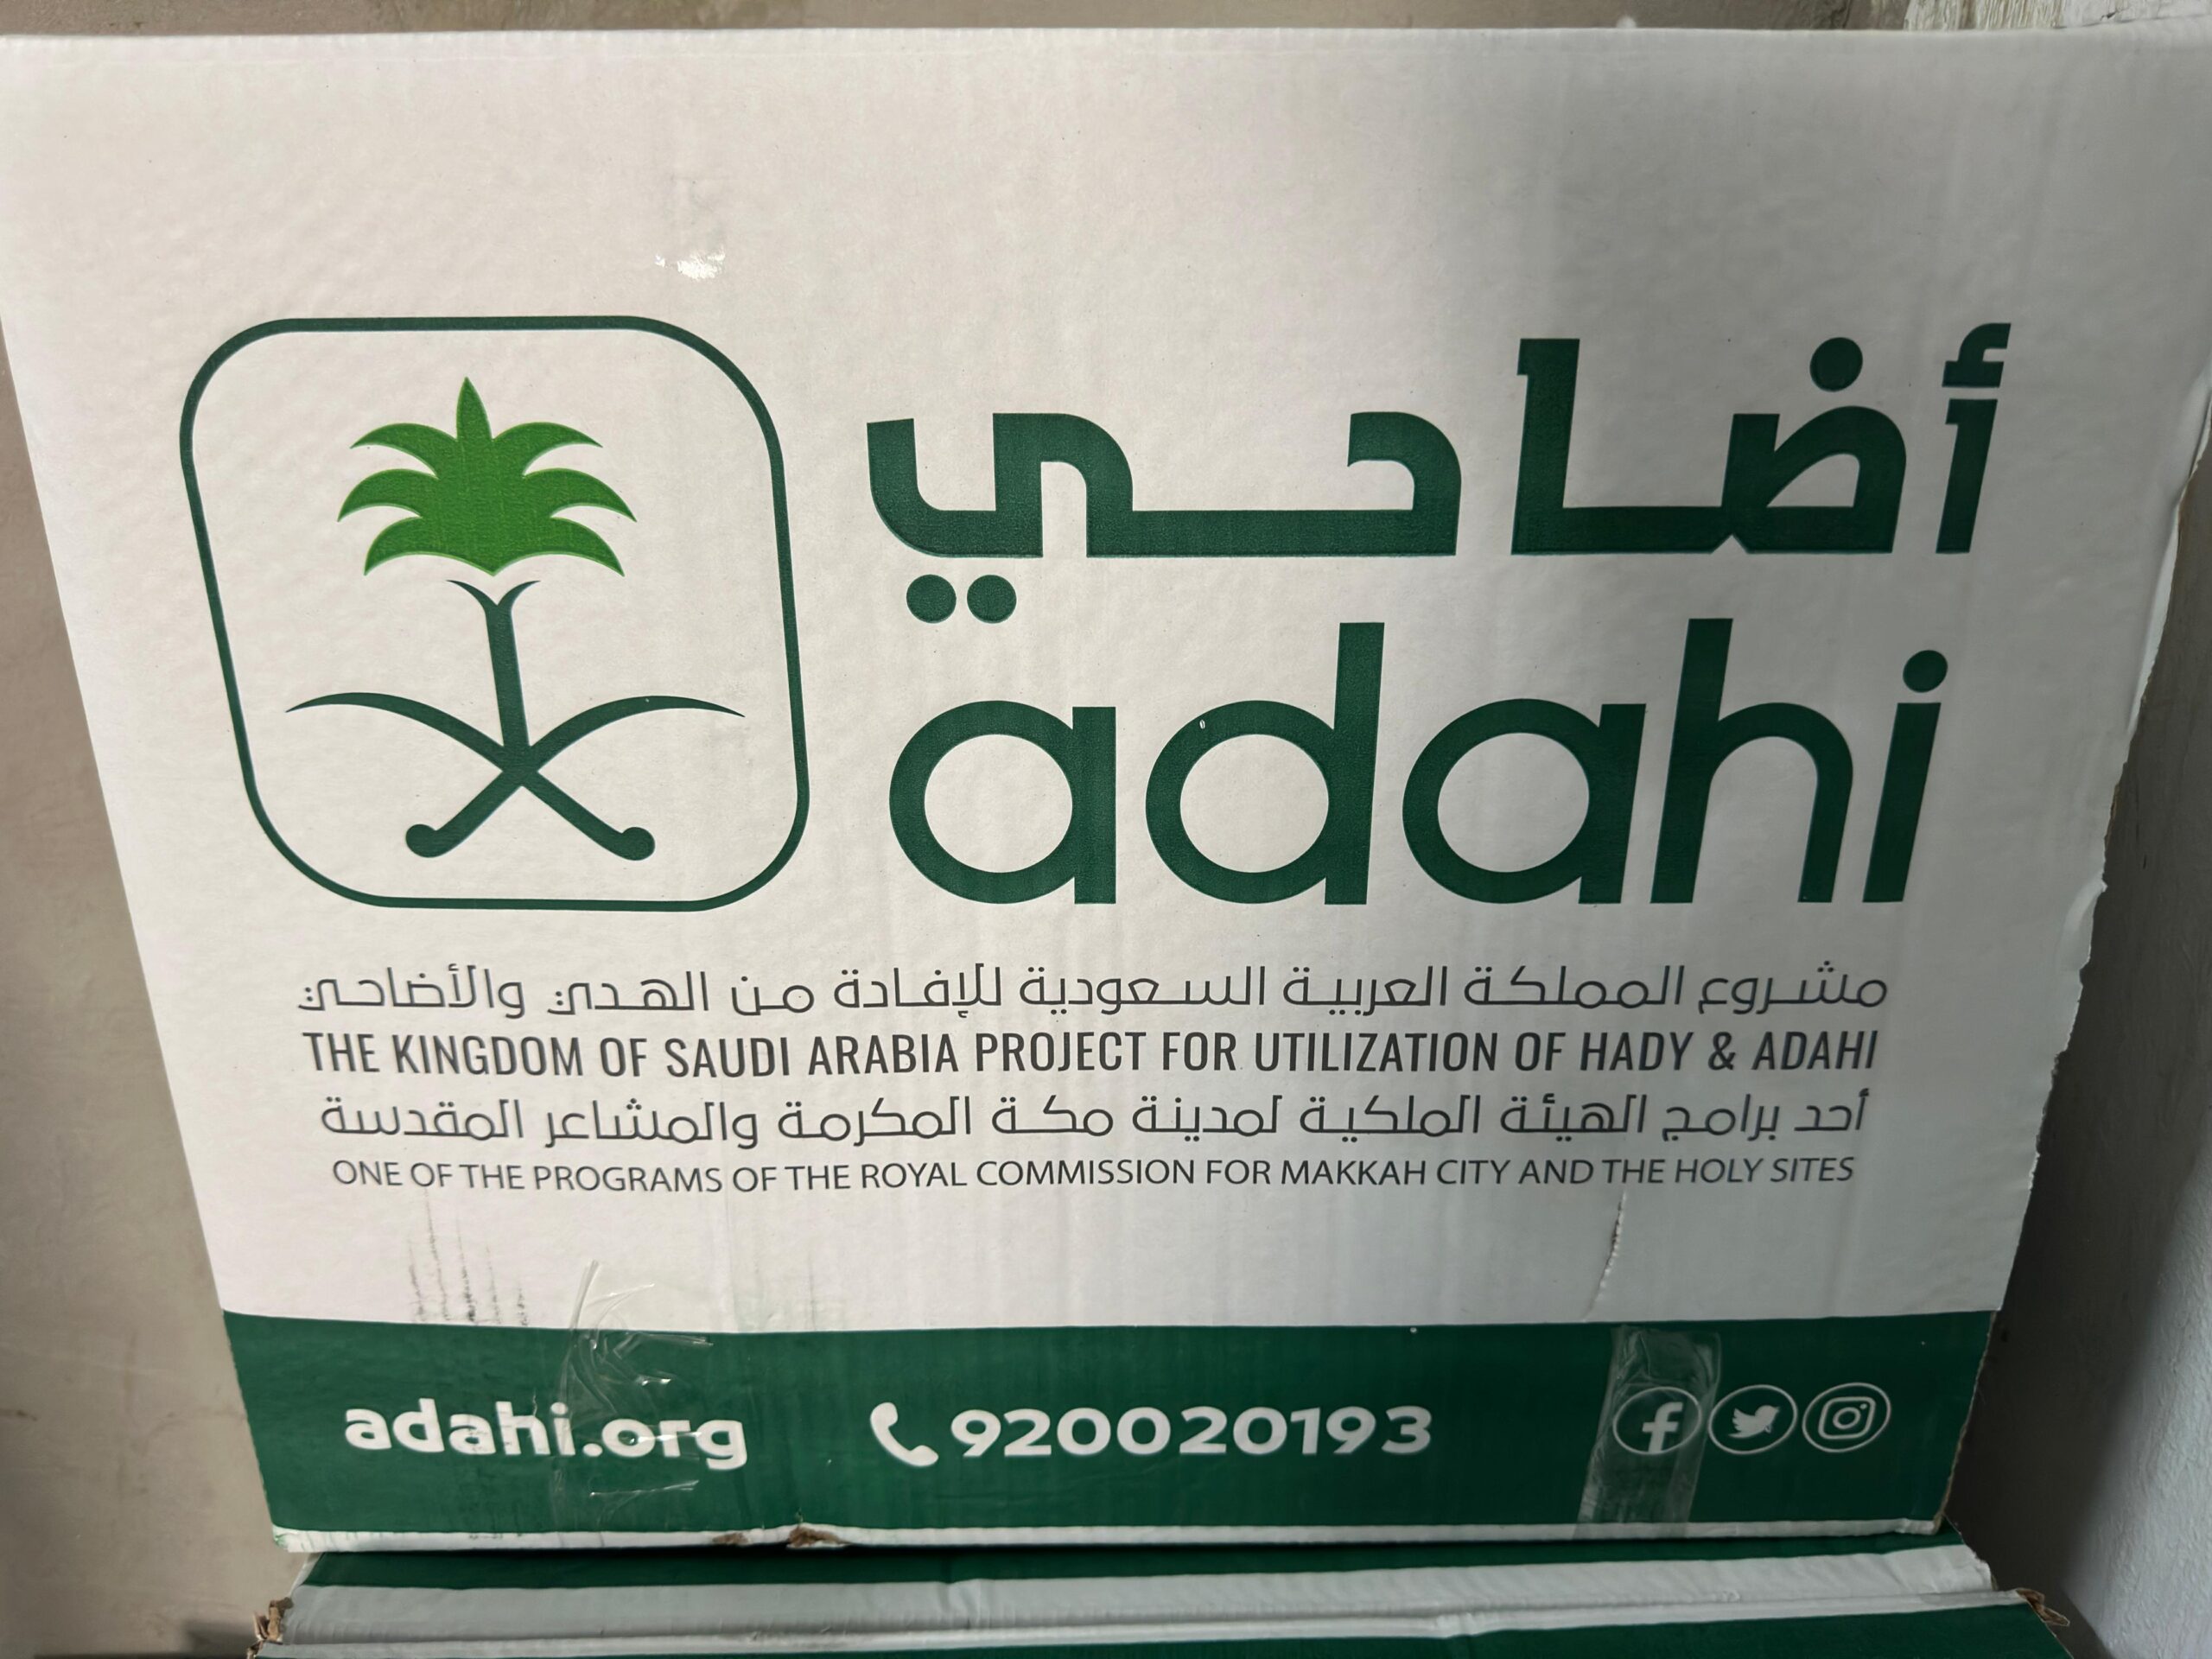 أضاحي
adahi
مشروع المملكة العربية السعودية للإفادة من الهدي والأضاحي
THE KINGDOM OF SAUDI ARABIA PROJECT FOR UTILIZATION OF HADY & ADAHI
أحد برامج الهيئة الملكية لمدينة مكة المكرمة والمشاعر المقدسة
ONE OF THE PROGRAMS OF THE ROYAL COMMISSION FOR MAKKAH CITY AND THE HOLY SITES
adahi.org 920020193